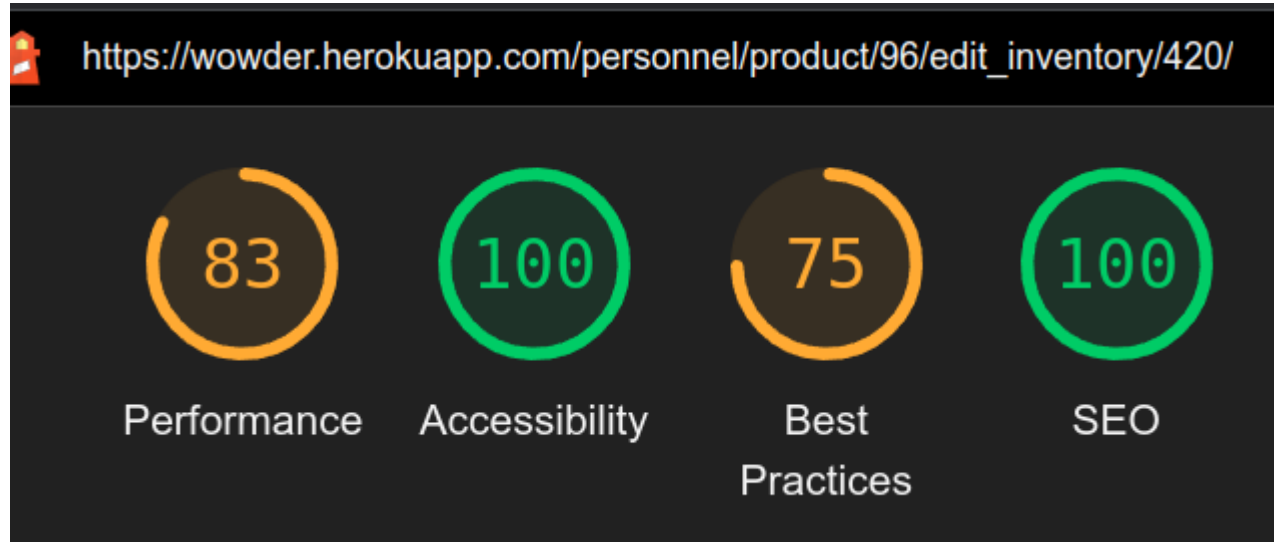 https://wowder.herokuapp.com/personnel/product/96/edit_inventory/420/
83
100
75
100
Performance
Accessibility
Best
Practices
SEO